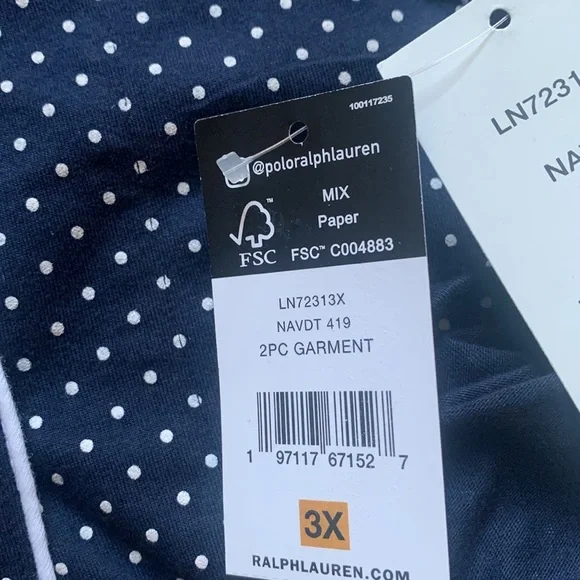 100117235
@poloralphlauren
MIX
Paper
FSC™
FSC™ C004883
LN72313X
NAVDT 419
2PC GARMENT
1 97117 67152 7
3X
RALPHLAUREN.COM
LN7231
NA